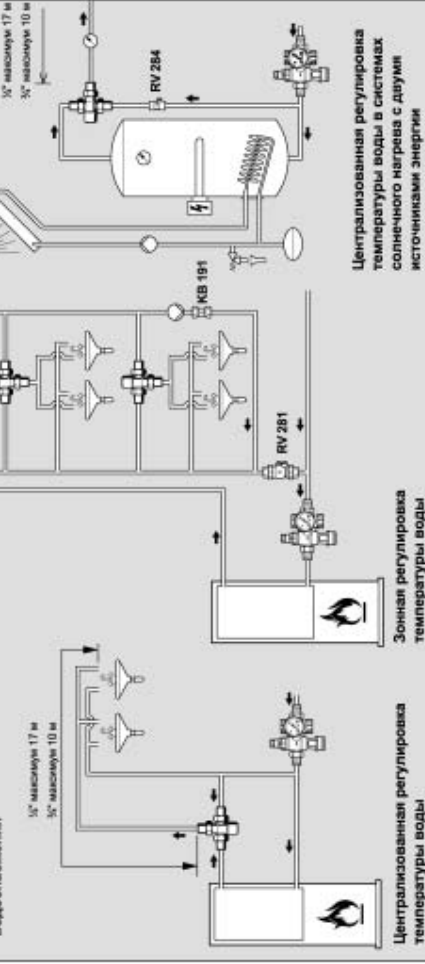 ½" максимум 17 м
¾" максимум 10 м
Централизованная регулировка
температуры воды
KB 191
RV 281
Зонная регулировка
температуры воды
½" максимум 17 м
¾" максимум 10 м
RV 284
Централизованная регулировка
температуры воды в системах
солнечного нагрева с двумя
источниками энергии